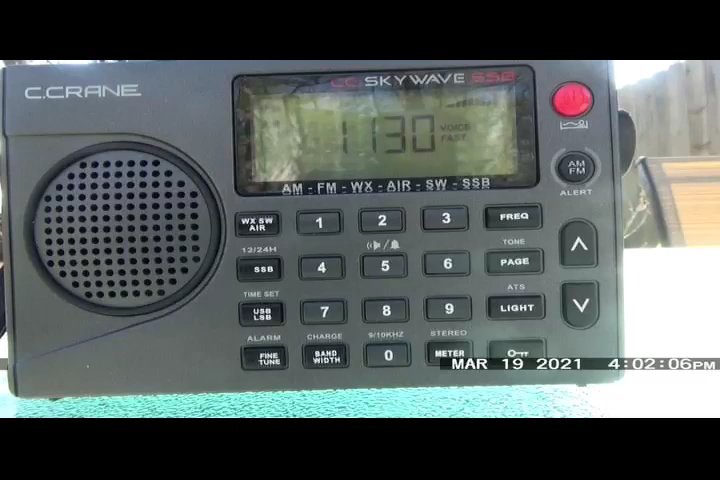 C.CRANE
CC. SKYWAVE SSB
1130
VOICE
FAST
AM - FM - WX - AIR - SW - SSB
AM
FM
ALERT
WX SW
AIR
1
2
3
FREQ
12/24H
TONE
SSB
4
5
6
PAGE
TIME SET
ATS
USB
LSB
7
8
9
LIGHT
ALARM
CHARGE
9/10KHZ
STEREO
FINE
TUNE
BAND
WIDTH
0
METER
MAR 19 2021 4:02:06PM